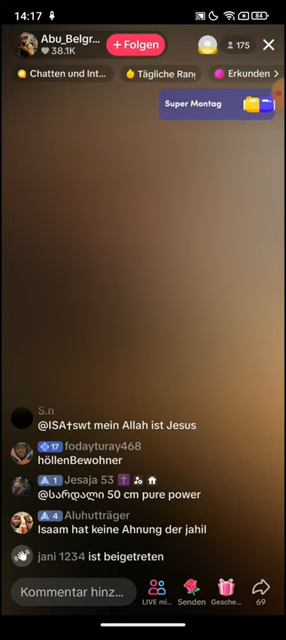 14:17
84
Abu_Belgr...
38.1K
+ Folgen
175
Chatten und Int...
Tägliche Ran
Erkunden >
Super Montag
S.n
@ISA†swt mein Allah ist Jesus
17 fodayturay468
höllenBewohner
1 Jesaja 53
@სარდალი 50 cm pure power
4 Aluhutträger
Isaam hat keine Ahnung der jahil
jani 1234 ist beigetreten
Kommentar hinz...
LIVE mi...
Senden
Gesche...
69